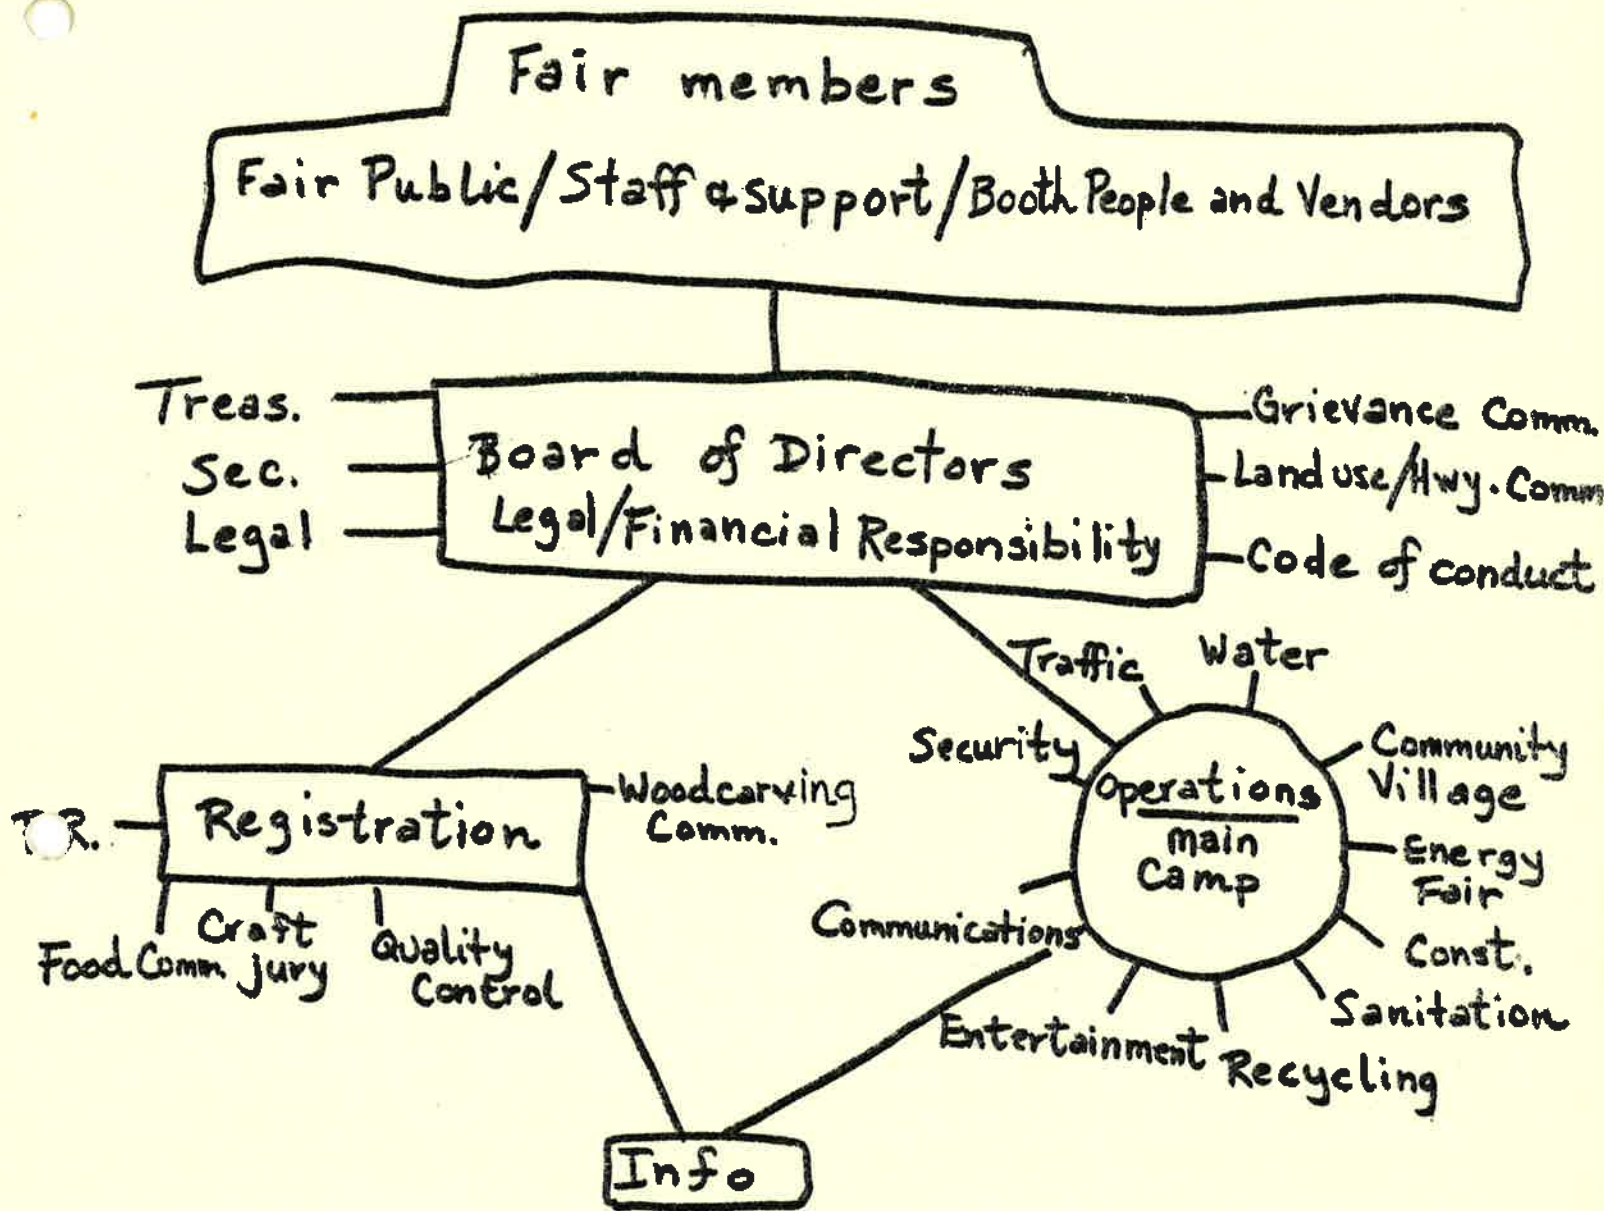 Fair members
Fair Public/Staff & support/Booth People and Vendors
Treas.
Sec.
Legal
Board of Directors
Legal/Financial Responsibility
Grievance Comm.
Land use/Hwy. Comm
Code of conduct
Traffic
Water
Security
Community
Village
Operations
main
Camp
Energy
Fair
Const.
Sanitation
Recycling
Entertainment
Communications
Registration
Woodcarving
Comm.
Food Comm.
Craft
jury
Quality
Control
Info